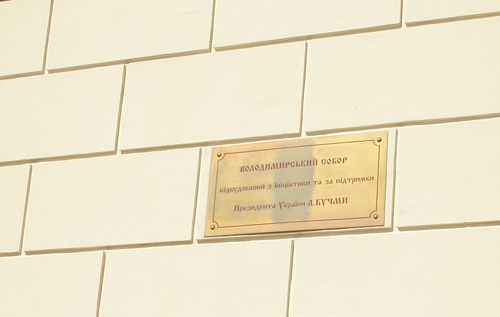 ВОЛОДИМИРСЬКИЙ СОБОР
відбудований з ініціативи та за підтримки
Президента України Л.КУЧМИ